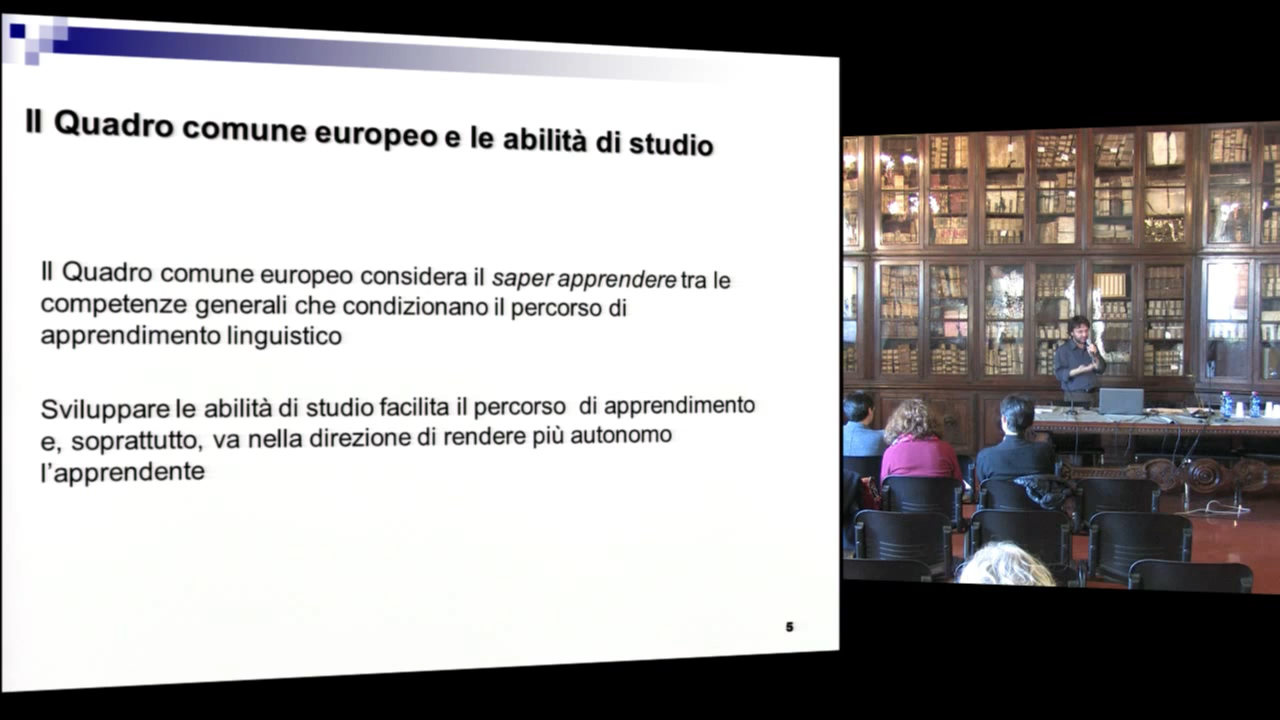 Il Quadro comune europeo e le abilità di studio
Il Quadro comune europeo considera il saper apprendere tra le
competenze generali che condizionano il percorso di
apprendimento linguistico
Sviluppare le abilità di studio facilita il percorso di apprendimento
e, soprattutto, va nella direzione di rendere più autonomo
l'apprendente
5